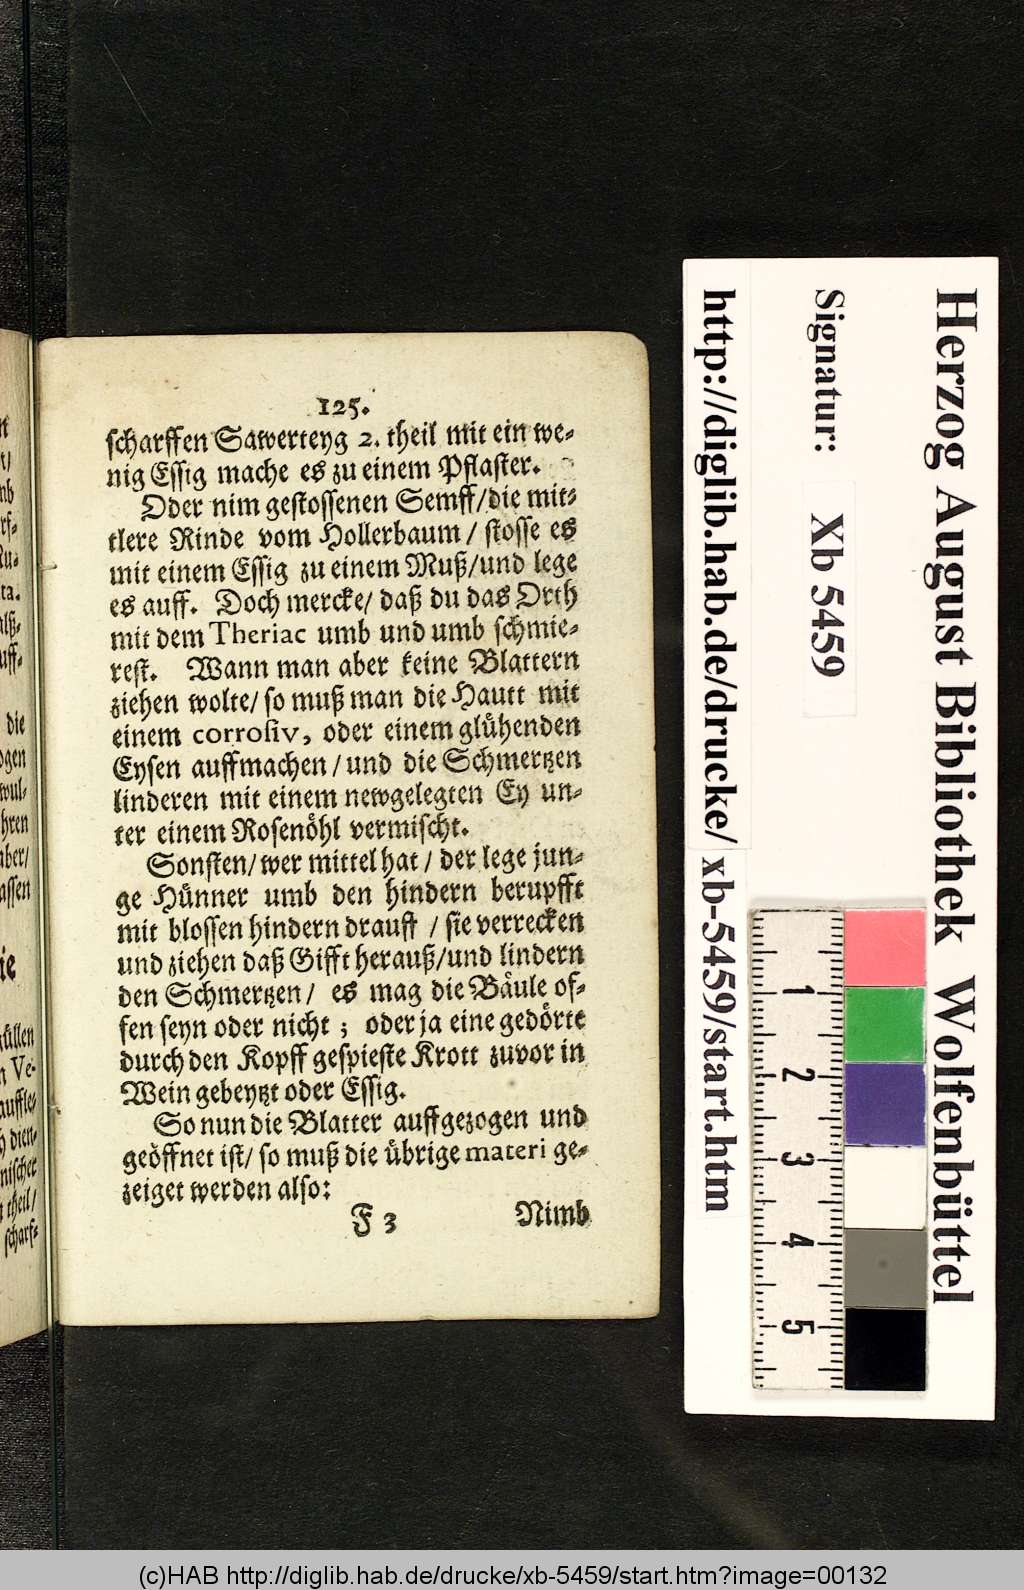 125.
scharffen Sawerteyg 2. theil mit ein we-
nig Essig mache es zu einem Pflaster.
Oder nim gestossenen Semff/die mit-
tlere Rinde vom Hollerbaum / stosse es
mit einem Essig zu einem Muß/und lege
es auff. Doch mercke/ daß du das Orth
mit dem Theriac umb und umb schmie-
rest. Wann man aber keine Blattern
ziehen wolte/ so muß man die Hautt mit
einem corrosiv, oder einem glühenden
Eysen auffmachen / und die Schmertzen
linderen mit einem newgelegten Ey un-
ter einem Rosenöhl vermischt.
Sonsten/ wer mittel hat / der lege jun-
ge Hünner umb den hindern berupfft
mit blossen hindern drauff / sie verrecken
und ziehen daß Gifft herauß/und lindern
den Schmertzen / es mag die Bäule of-
fen seyn oder nicht ; oder ja eine gedörte
durch den Kopff gespieste Krott zuvor in
Wein gebeytzt oder Essig.
So nun die Blatter auffgezogen und
geöffnet ist/ so muß die übrige materi ge-
zeiget werden also:
F 3 Nimb
Herzog August Bibliothek Wolfenbüttel
Signatur: Xb 5459
http://diglib.hab.de/drucke/ xb-5459/start.htm
1
2
3
4
5
die
ie
Ve-
dien-
nischer
theil/
scharf-
(c)HAB http://diglib.hab.de/drucke/xb-5459/start.htm?image=00132